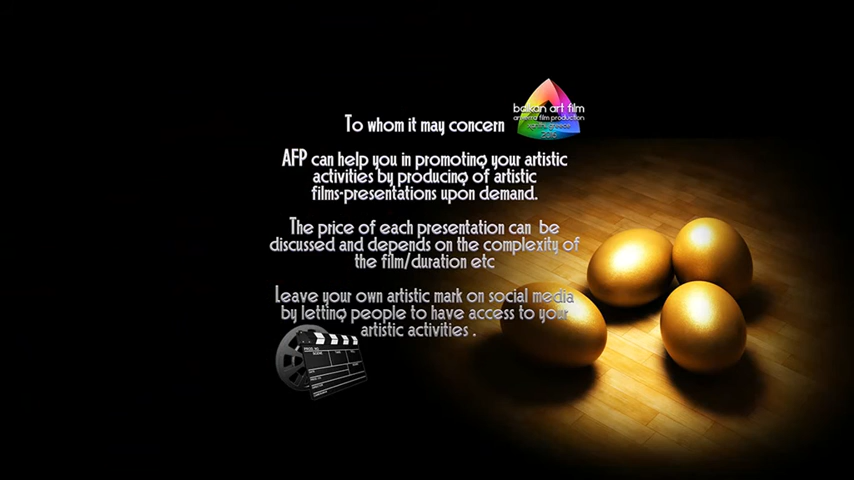 balkan art film
To whom it may concern
AFP can help you in promoting your artistic
activities by producing of artistic
films-presentations upon demand.
The price of each presentation can be
discussed and depends on the complexity of
the film/duration etc
Leave your own artistic mark on social media
by letting people to have access to your
artistic activities .